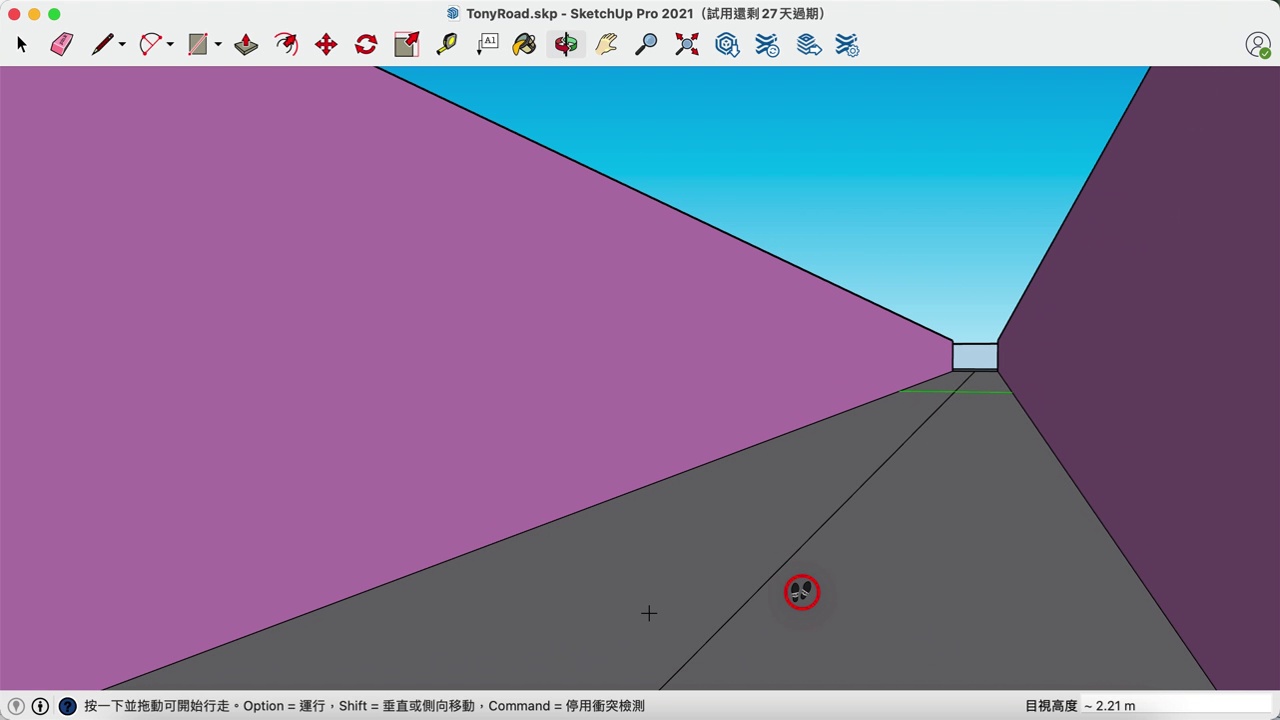 TonyRoad.skp - SketchUp Pro 2021（試用還剩 27 天過期）
A1
按一下並拖動可開始行走。Option = 運行，Shift = 垂直或側向移動，Command = 停用衝突檢測
目視高度 ~ 2.21 m